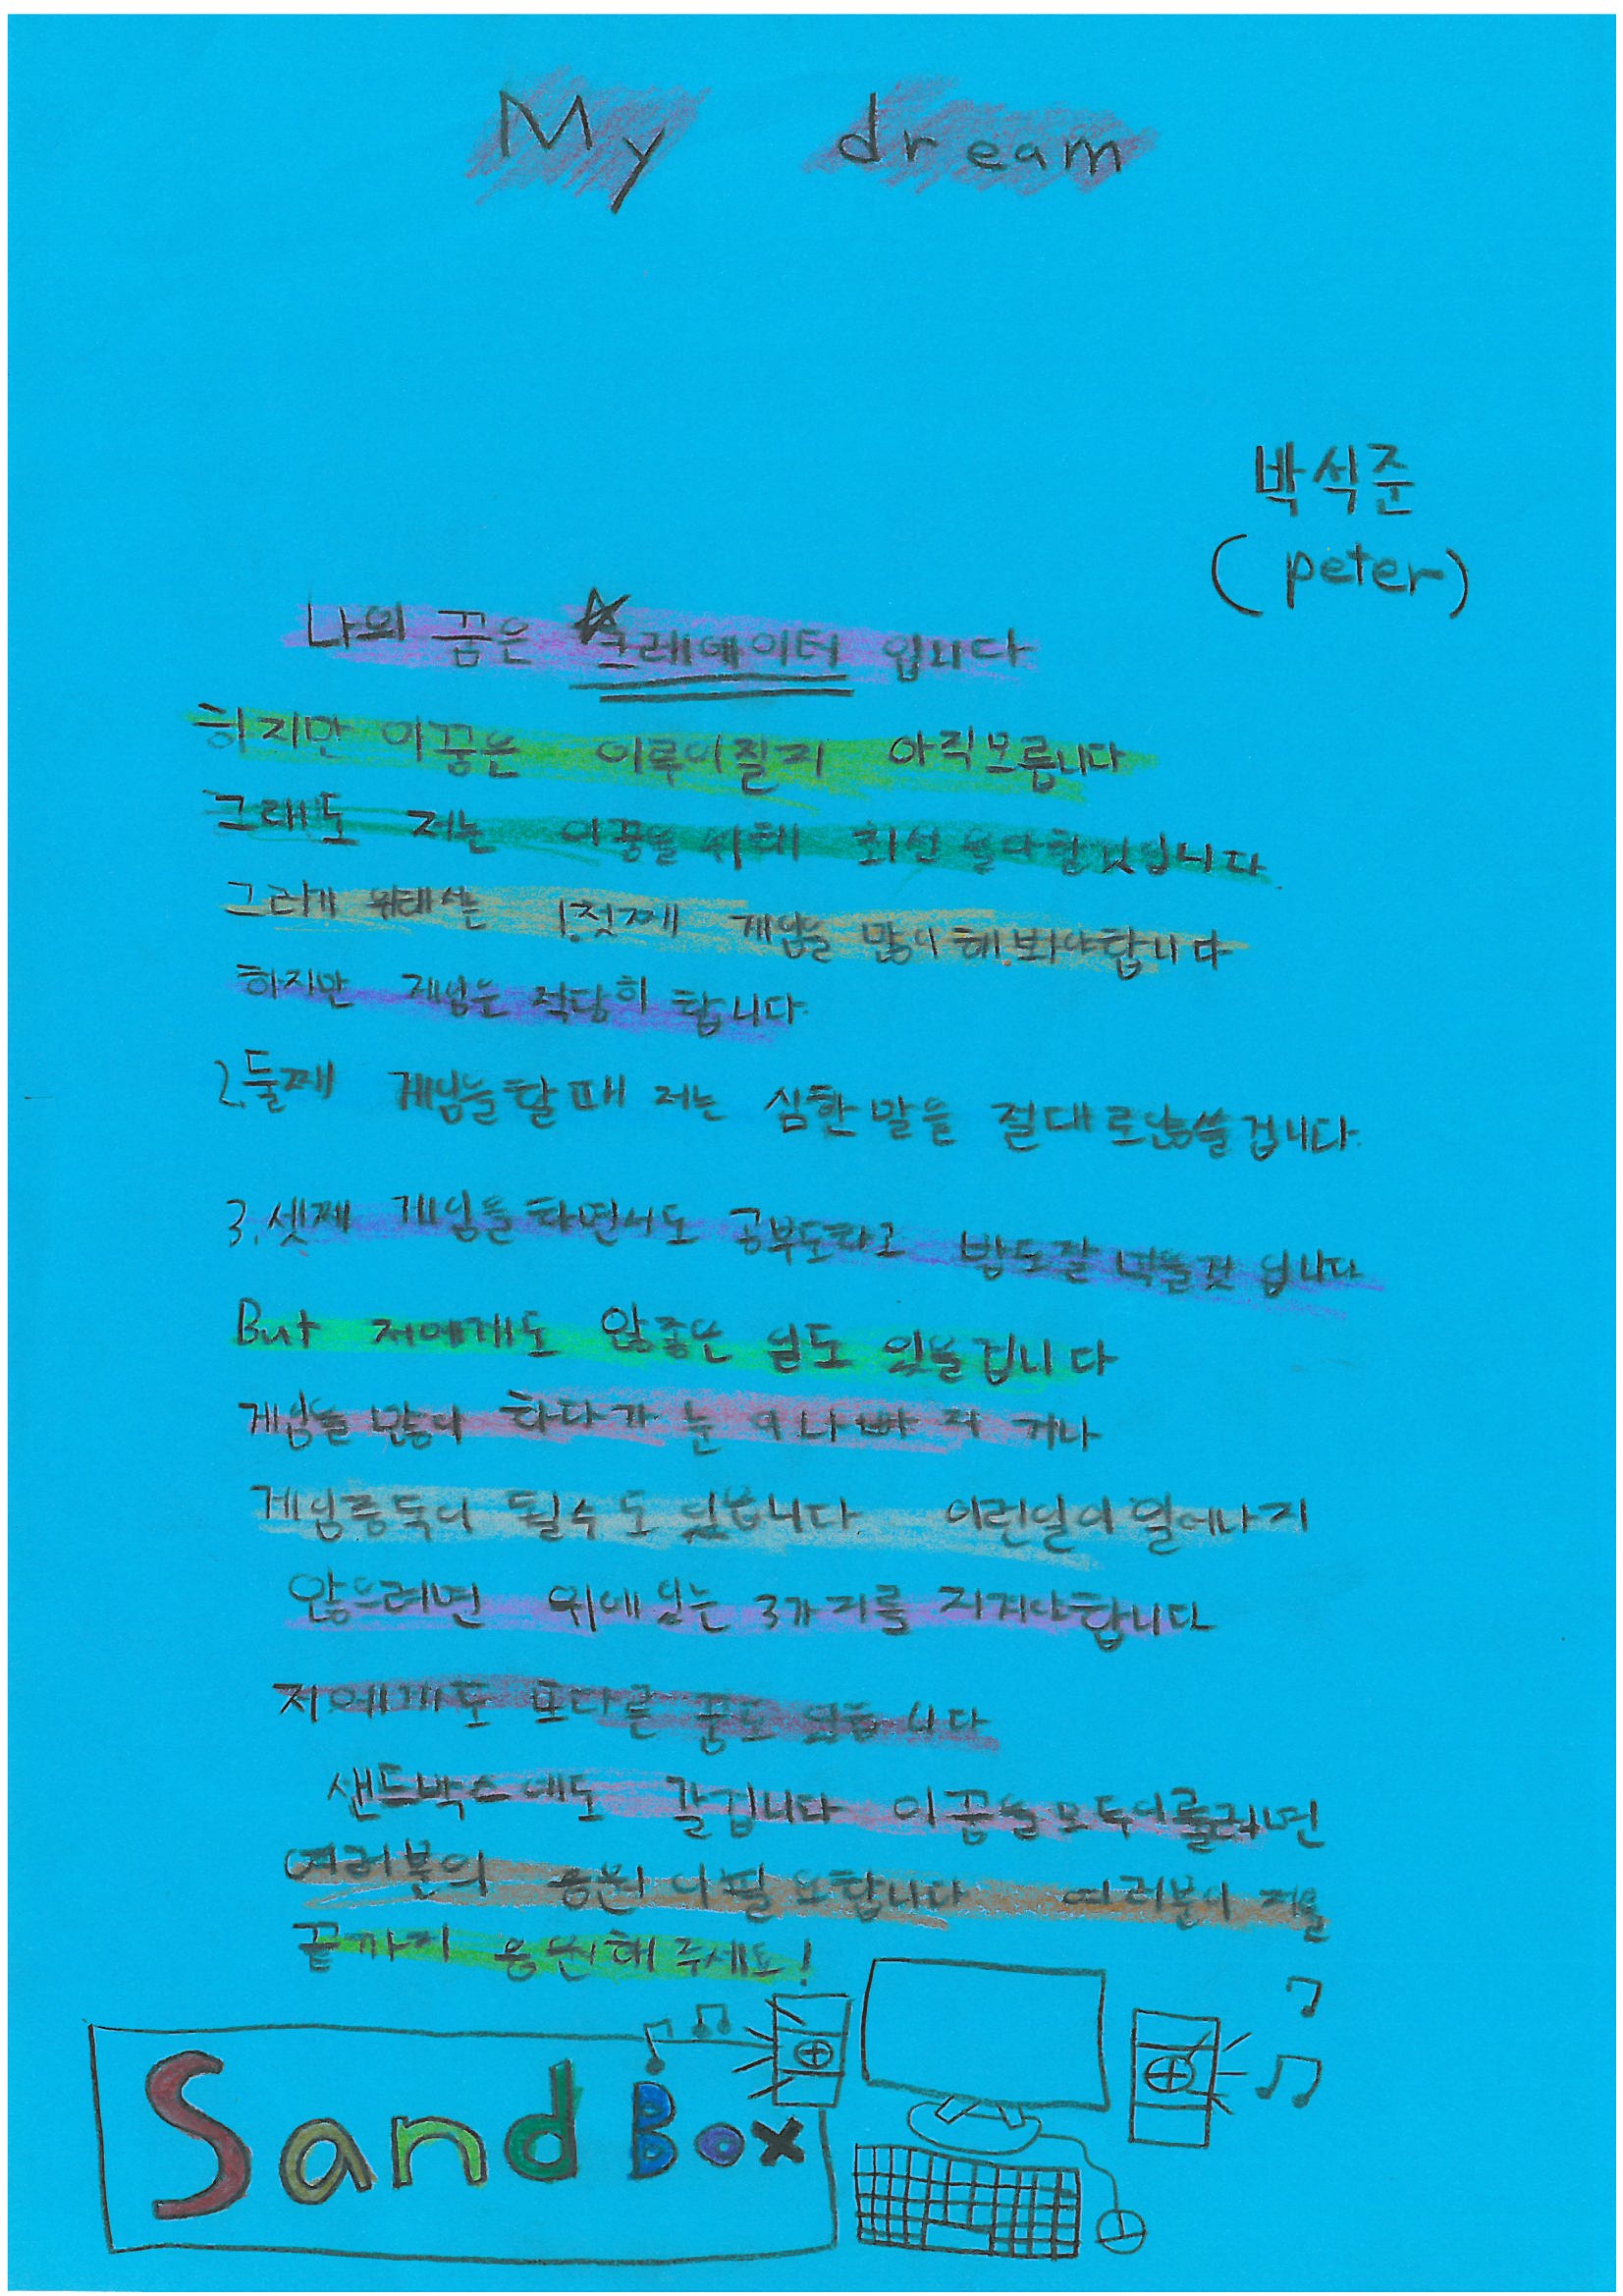 My dream
박석준
(peter)
나의 꿈은 크레에이터 입니다
하지만 이꿈은 이루어질지 아직모릅니다
그래도 저는 이꿈을 위해 최선을다할것입니다
그러기 위해서는 1.첫째 게임을 많이해봐야합니다
하지만 게임은 적당히 합니다
2.둘째 게임을할때 저는 심한말을 절대로않쓸겁니다.
3.셋째 게임을하면서도 공부도하고 밥도잘먹을것 입니다
But 저에게도 않좋은 일도 있을겁니다
게임을 많이 하다가 눈이나빠지거나
게임중독이 될수도 있습니다 이런일이 일어나지
않으려면 위에있는 3가지를 지켜야합니다
저에게도 또다른 꿈도 있습니다
샌드박스에도 갈겁니다 이꿈을모두이룰려면
여러분의 응원이필요합니다 여러분이 저를
끝까지 응원해주세요!
Sand Box